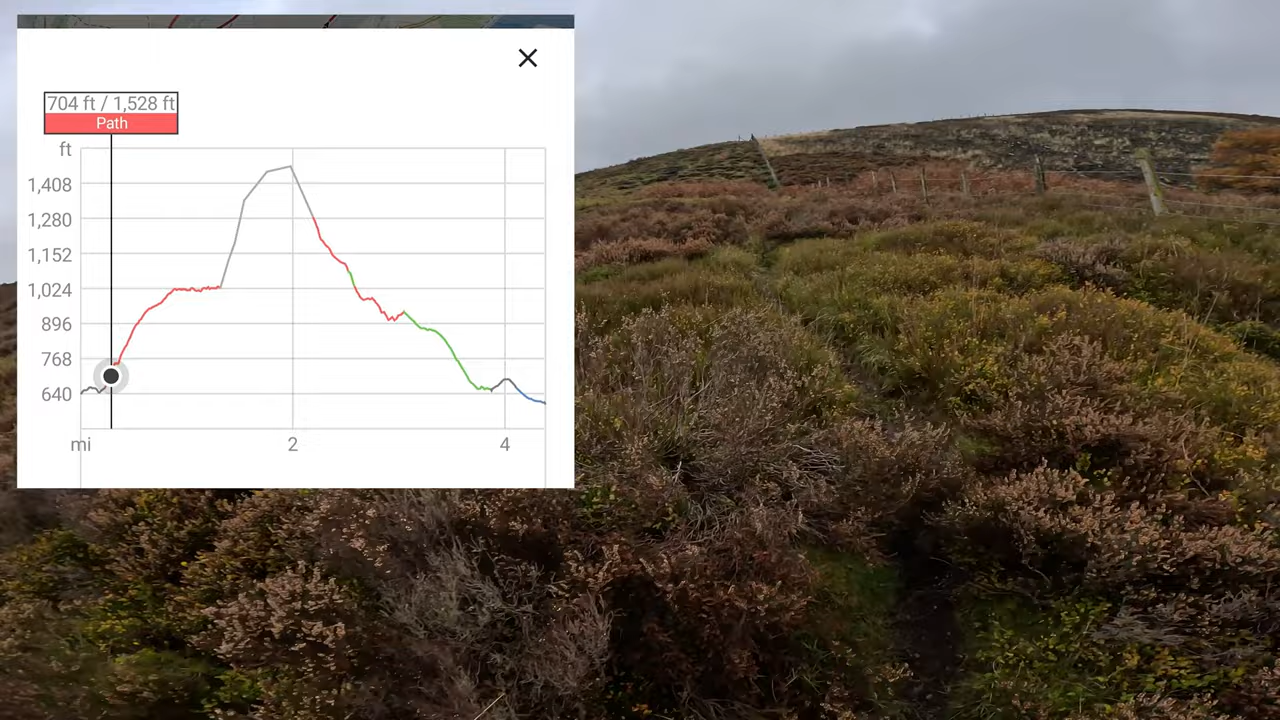 704 ft / 1,528 ft
Path
ft
1,408
1,280
1,152
1,024
896
768
640
mi 2 4